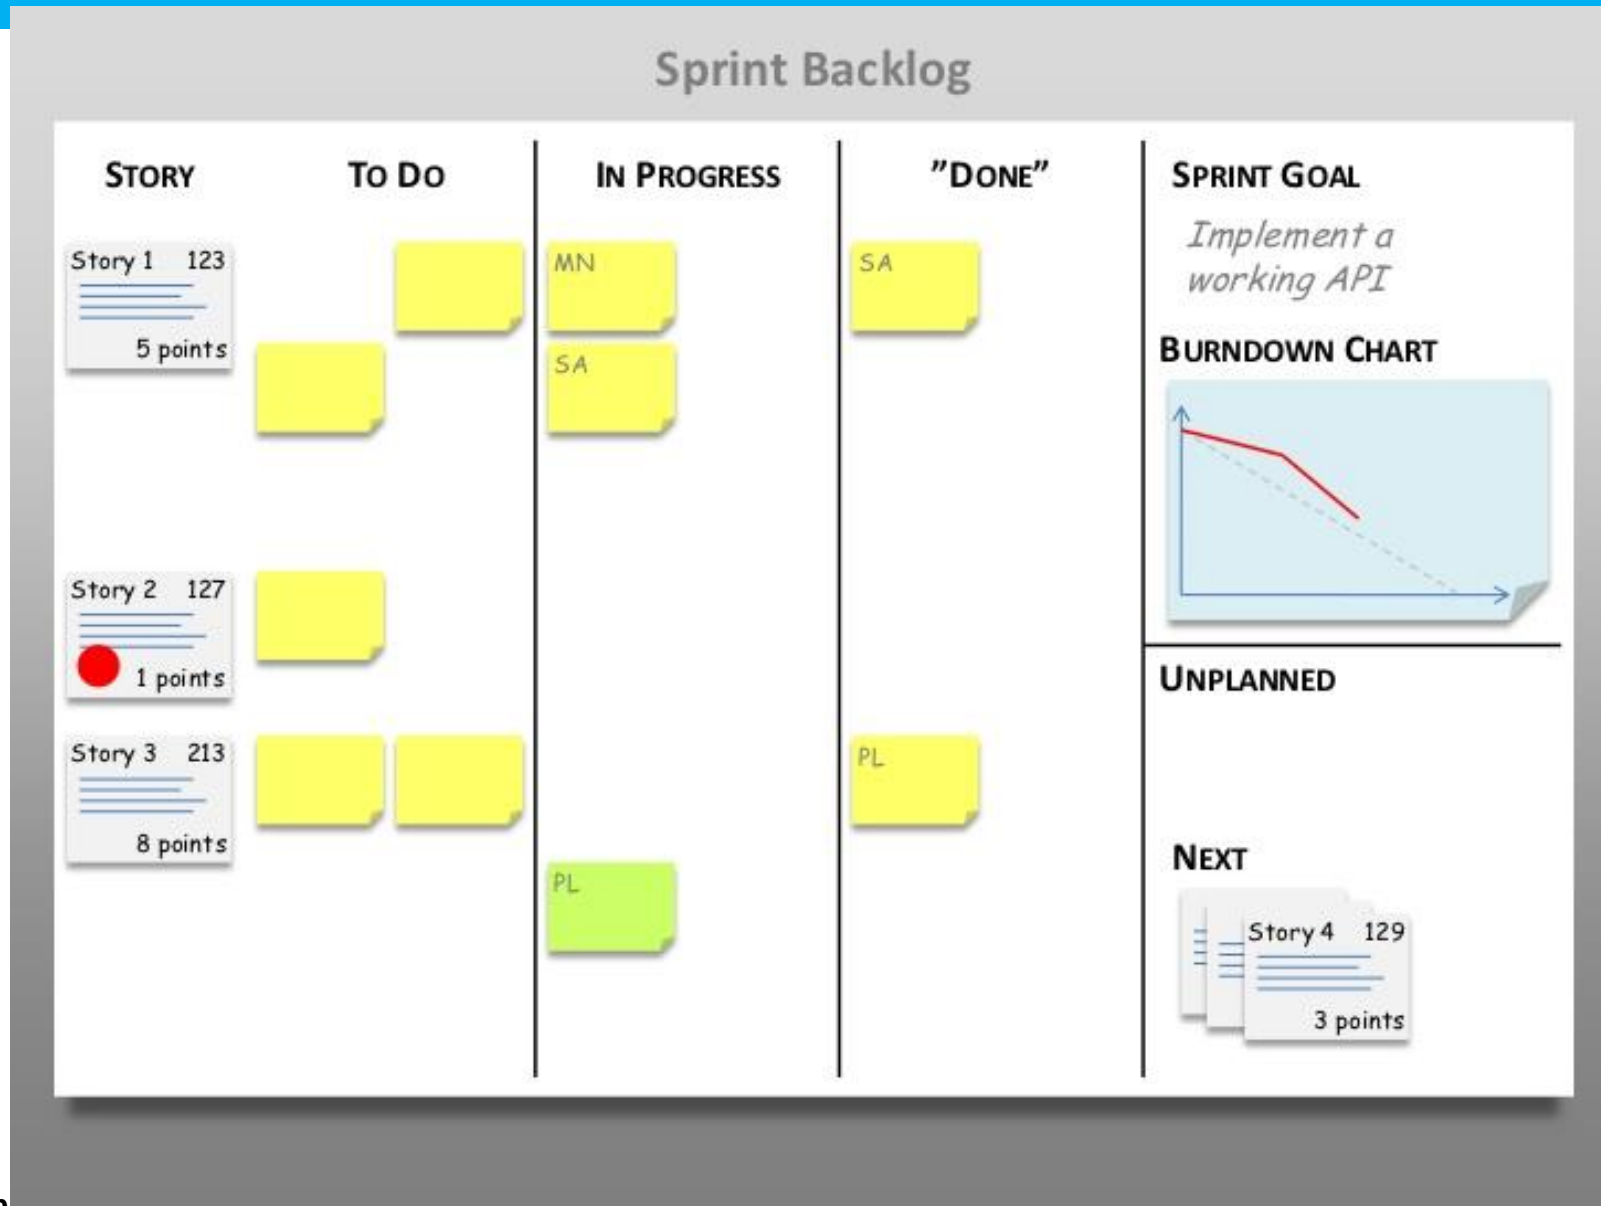 Sprint Backlog
STORY
TO DO
IN PROGRESS
”DONE”
SPRINT GOAL
Implement a
working API
Story 1 123
5 points
MN
SA
SA
BURNDOWN CHART
Story 2 127
1 points
UNPLANNED
Story 3 213
8 points
PL
PL
NEXT
Story 4 129
3 points